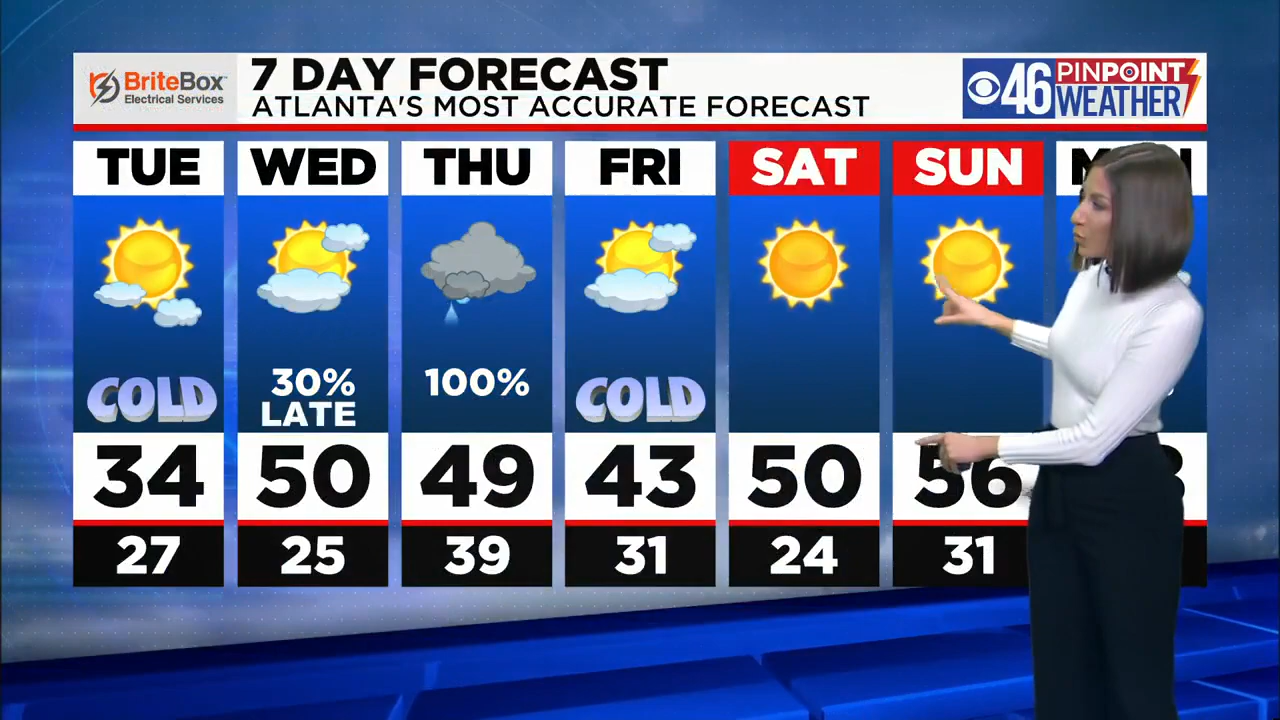 BriteBox
Electrical Services
7 DAY FORECAST
ATLANTA'S MOST ACCURATE FORECAST
46
PINPOINT
WEATHER
TUE WED THU FRI SAT SUN
COLD 30% LATE 100% COLD
34 50 49 43 50 56
27 25 39 31 24 31